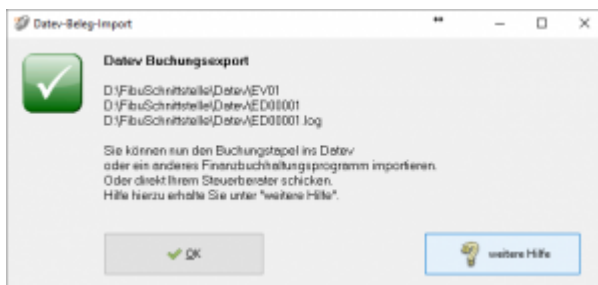 Datev-Beleg-Import
Datev Buchungsexport
D:\FibuSchnittstelle\Datev\EV01
D:\FibuSchnittstelle\Datev\ED00001
D:\FibuSchnittstelle\Datev\ED00001.log
Sie können nun den Buchungstapel ins Datev
oder ein anderes Finanzbuchhaltungsprogramm importieren.
Oder direkt Ihrem Steuerberater schicken.
Hilfe hierzu erhalte Sie unter "weitere Hilfe".
OK
weitere Hilfe